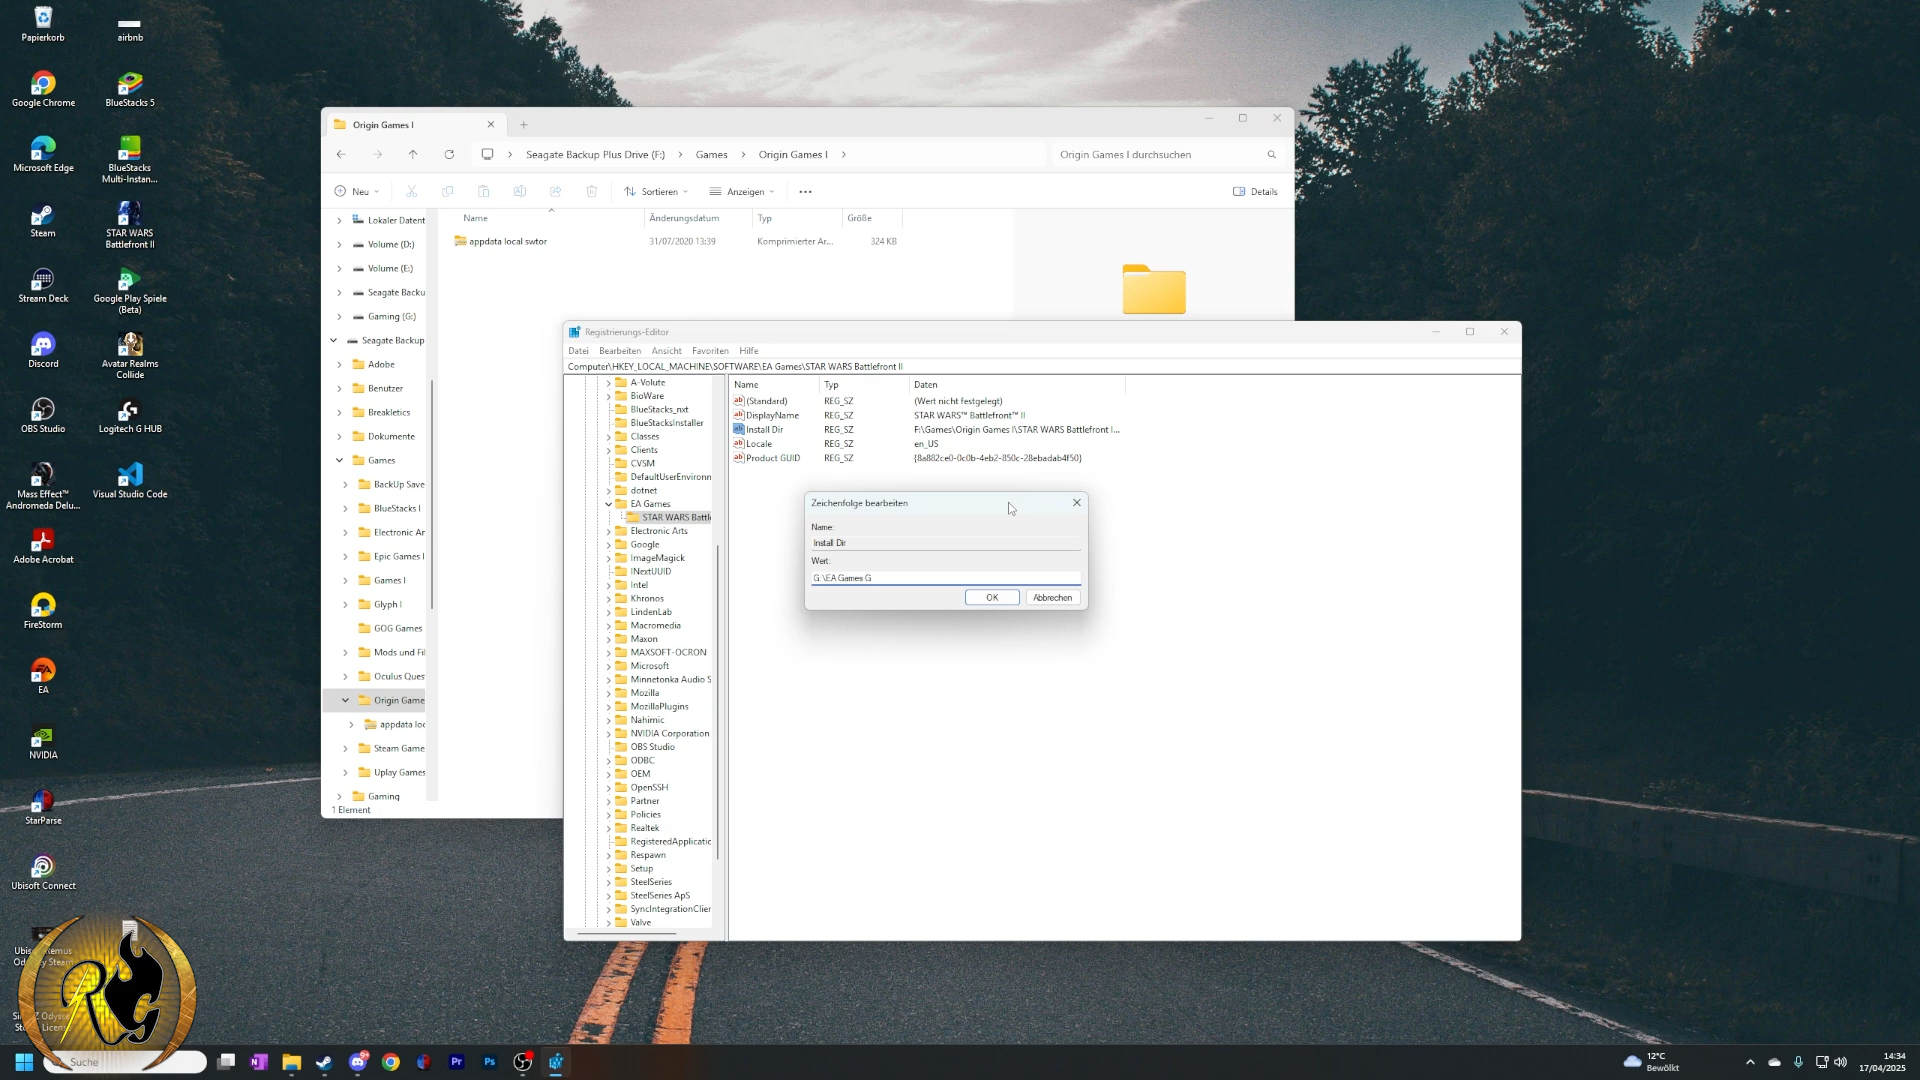 Papierkorb
airbnb
Google Chrome
BlueStacks 5
Microsoft Edge
BlueStacks
Multi-Instan...
Steam
STAR WARS
Battlefront II
Stream Deck
Google Play Spiele
(Beta)
Discord
Avatar Realms
Collide
OBS Studio
Logitech G HUB
Mass Effect™
Andromeda Delu...
Visual Studio Code
Adobe Acrobat
FireStorm
EA
NVIDIA
StarParse
Ubisoft Connect
Origin Games I
Seagate Backup Plus Drive (F:)
Games
Origin Games I
Origin Games I durchsuchen
Neu
Sortieren
Anzeigen
Details
Name
Änderungsdatum
Typ
Größe
appdata local swtor
31/07/2020 13:39
Komprimierter Ar...
324 KB
Lokaler Datent
Volume (D:)
Volume (E:)
Seagate Backu
Gaming (G:)
Seagate Backup
Adobe
Benutzer
Breakletics
Dokumente
Games
BackUp Save
BlueStacks I
Electronic Ar
Epic Games I
Games I
Glyph I
GOG Games
Mods und Fil
Oculus Ques
Origin Game
appdata loc
Steam Game
Uplay Games
Gaming
1 Element
Registrierungs-Editor
Datei Bearbeiten Ansicht Favoriten Hilfe
Computer\HKEY_LOCAL_MACHINE\SOFTWARE\EA Games\STAR WARS Battlefront II
A-Volute
BioWare
BlueStacks_nxt
BlueStacksInstaller
Classes
Clients
CVSM
DefaultUserEnvironn
dotnet
EA Games
STAR WARS Battle
Electronic Arts
Google
ImageMagick
INextUUID
Intel
Khronos
LindenLab
Macromedia
Maxon
MAXSOFT-OCRON
Microsoft
Minnetonka Audio S
Mozilla
MozillaPlugins
Nahimic
NVIDIA Corporation
OBS Studio
ODBC
OEM
OpenSSH
Partner
Policies
Realtek
RegisteredApplicatic
Respawn
Setup
SteelSeries
SteelSeries ApS
SyncIntegrationClier
Valve
Name Typ Daten
(Standard) REG_SZ (Wert nicht festgelegt)
DisplayName REG_SZ STAR WARS™ Battlefront™ II
Install Dir REG_SZ F:\Games\Origin Games I\STAR WARS Battlefront I...
Locale REG_SZ en_US
Product GUID REG_SZ {8a882ce0-0c0b-4eb2-850c-28ebadab4f50}
Zeichenfolge bearbeiten
Name:
Install Dir
Wert:
G:\EA Games G
OK
Abbrechen
Suche
12°C
Bewölkt
14:34
17/04/2025